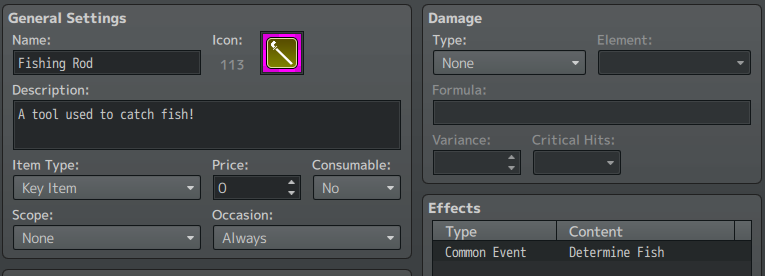 General Settings
Name: Icon:
Fishing Rod 113
Description:
A tool used to catch fish!
Item Type: Price: Consumable:
Key Item 0 No
Scope: Occasion:
None Always
Damage
Type: Element:
None
Formula:
Variance: Critical Hits:
Effects
Type Content
Common Event Determine Fish